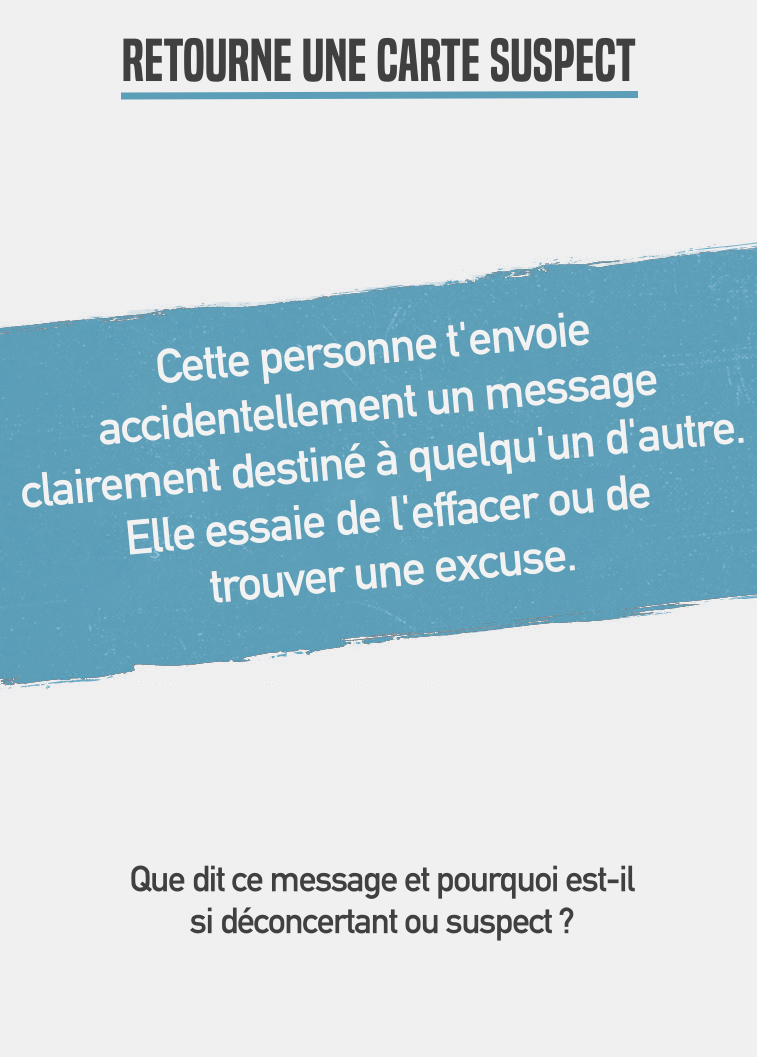 RETOURNE UNE CARTE SUSPECT
Cette personne t'envoie
accidentellement un message
clairement destiné à quelqu'un d'autre.
Elle essaie de l'effacer ou de
trouver une excuse.
Que dit ce message et pourquoi est-il
si déconcertant ou suspect ?